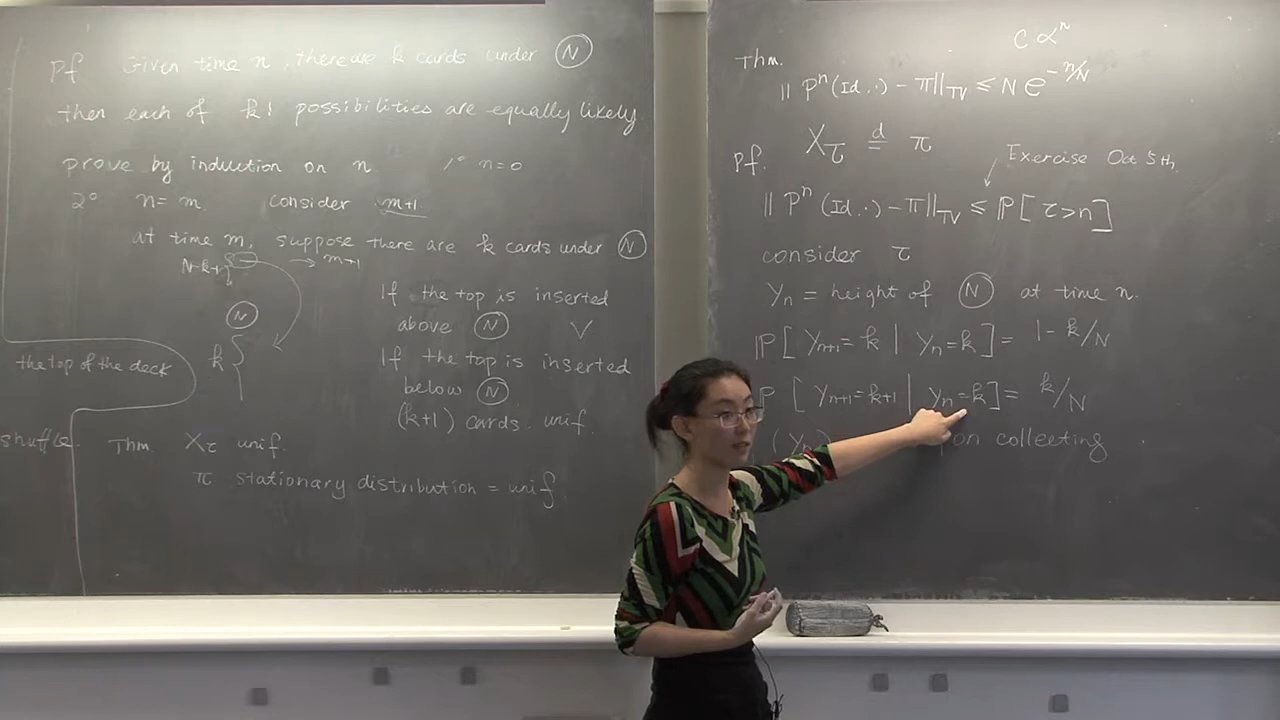 Pf Given time n, there are k cards under Ⓝ
then each of k! possibilities are equally likely
prove by induction on n 1° n=0
2° n=m. consider m+1
at time m, suppose there are k cards under Ⓝ
N-k+1 { → m+1
Ⓝ
k {
If the top is inserted
above Ⓝ V
If the top is inserted
below Ⓝ
(k+1) cards unif.
the top of the deck
shuffle.
Thm X_τ unif.
π stationary distribution = unif.
C α^n
Thm.
|| P^n(Id,·) - π||_TV ≤ N e^{-n/N}
X_τ =^d π
Pf.
Exercise Oct 5th.
|| P^n(Id,·) - π||_TV ≤ ℙ[τ>n]
consider τ
Y_n = height of Ⓝ at time n.
ℙ[Y_{n+1}=k | Y_n=k] = 1 - k/N
ℙ[Y_{n+1}=k+1 | Y_n=k] = k/N
(Y_n) pon collecting